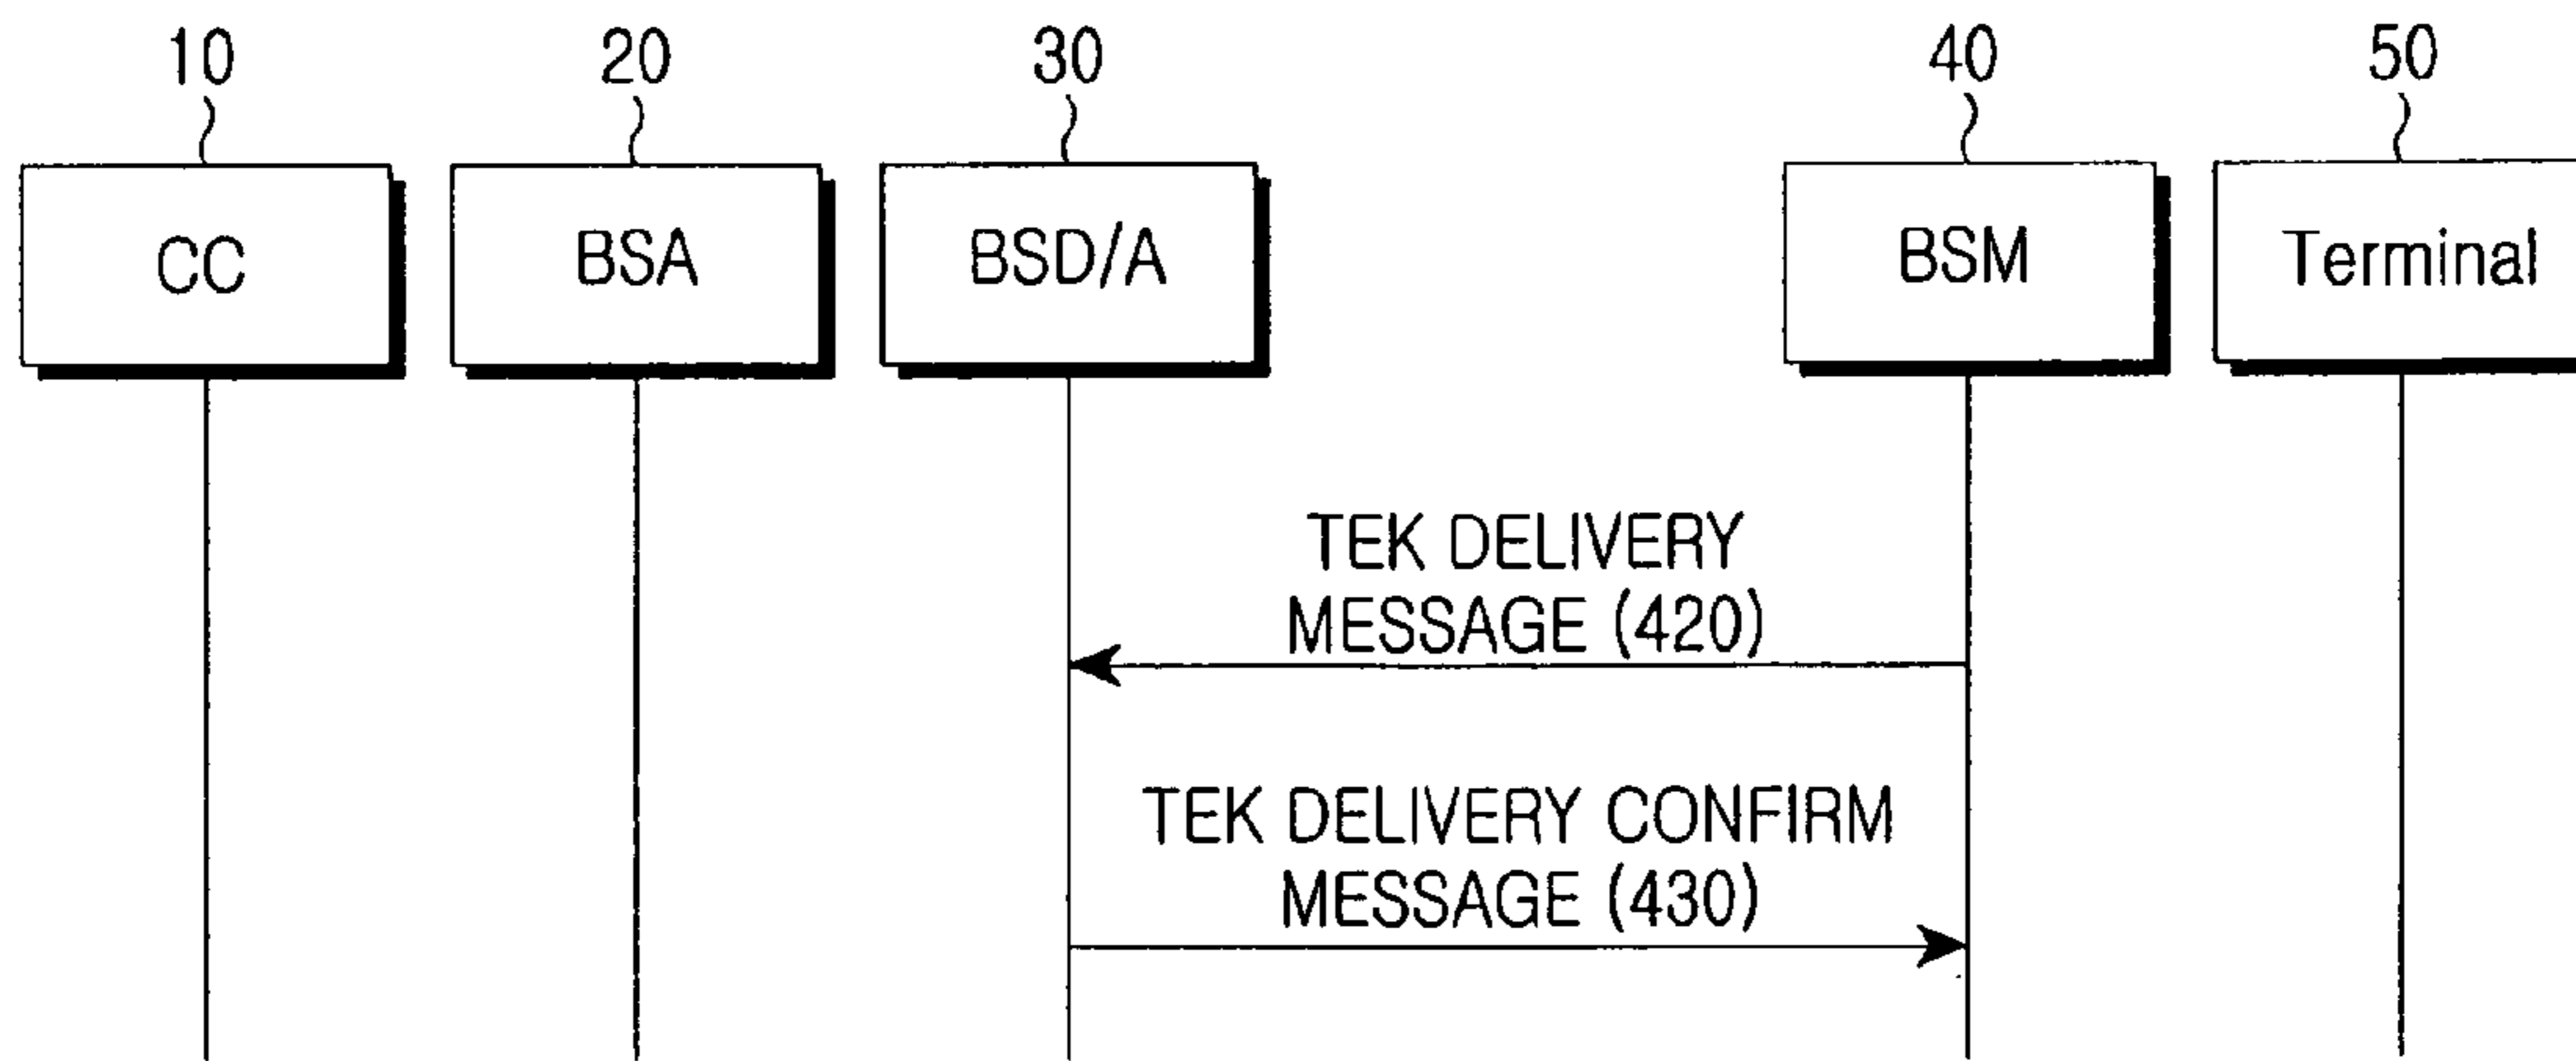 10
20
30
40
50
CC
BSA
BSD/A
BSM
Terminal
TEK DELIVERY
MESSAGE (420)
TEK DELIVERY CONFIRM
MESSAGE (430)